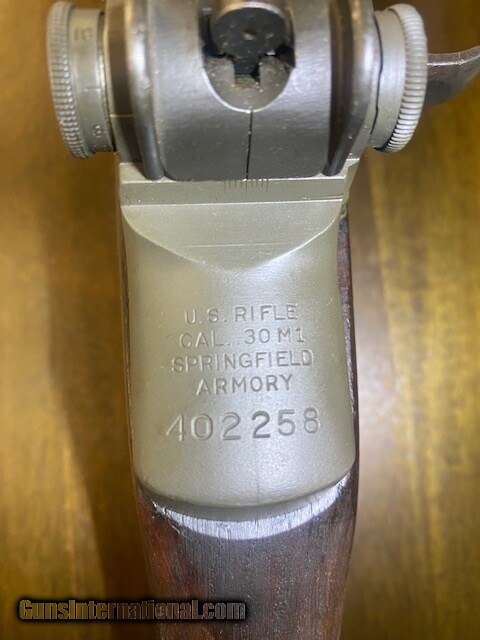 U.S. RIFLE
CAL. .30 M1
SPRINGFIELD
ARMORY
402258
GunsInternational.com